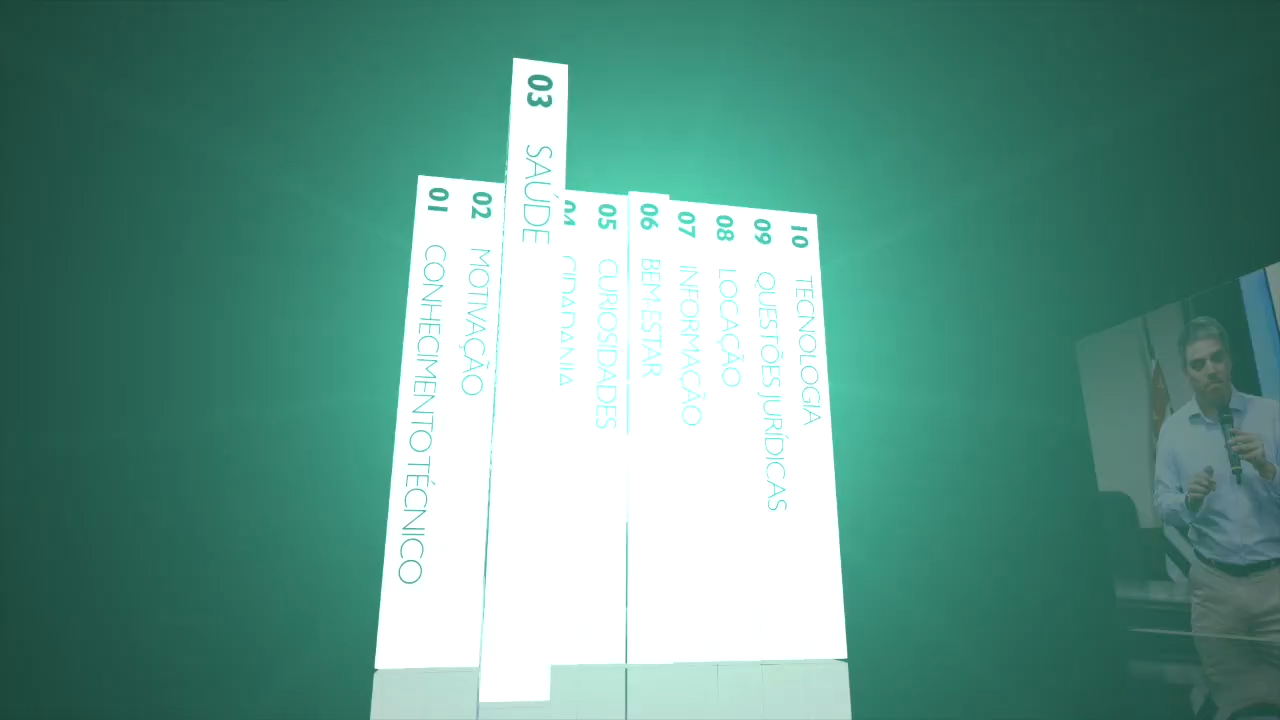 01 CONHECIMENTO TÉCNICO
02 MOTIVAÇÃO
03 SAÚDE
04 CIDADANIA
05 CURIOSIDADES
06 BEM-ESTAR
07 INFORMAÇÃO
08 LOCAÇÃO
09 QUESTÕES JURÍDICAS
10 TECNOLOGIA